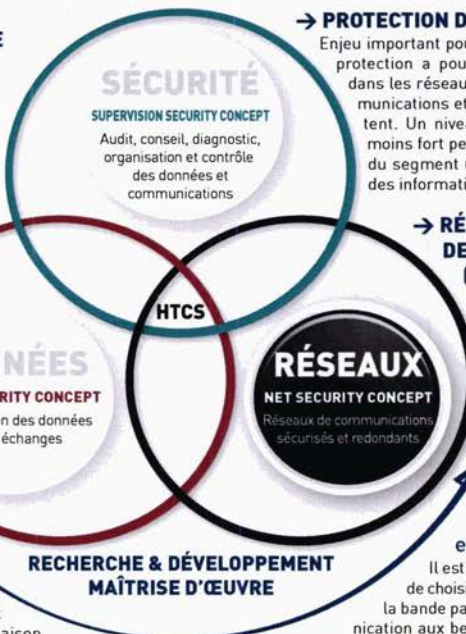 → PROTECTION D
Enjeu important pou
protection a pou
dans les réseau
munications et
tent. Un nivea
moins fort pe
du segment
des informati
SÉCURITÉ
SUPERVISION SECURITY CONCEPT
Audit, conseil, diagnostic,
organisation et contrôle
des données et
communications
→ RÉ
DE
HTCS
NÉES
RITY CONCEPT
n des données
échanges
RÉSEAUX
NET SECURITY CONCEPT
Réseaux de communications
sécurisés et redondants
RECHERCHE & DÉVELOPPEMENT
MAÎTRISE D'ŒUVRE
e
Il est
de chois
la bande pa
nication aux be
aison